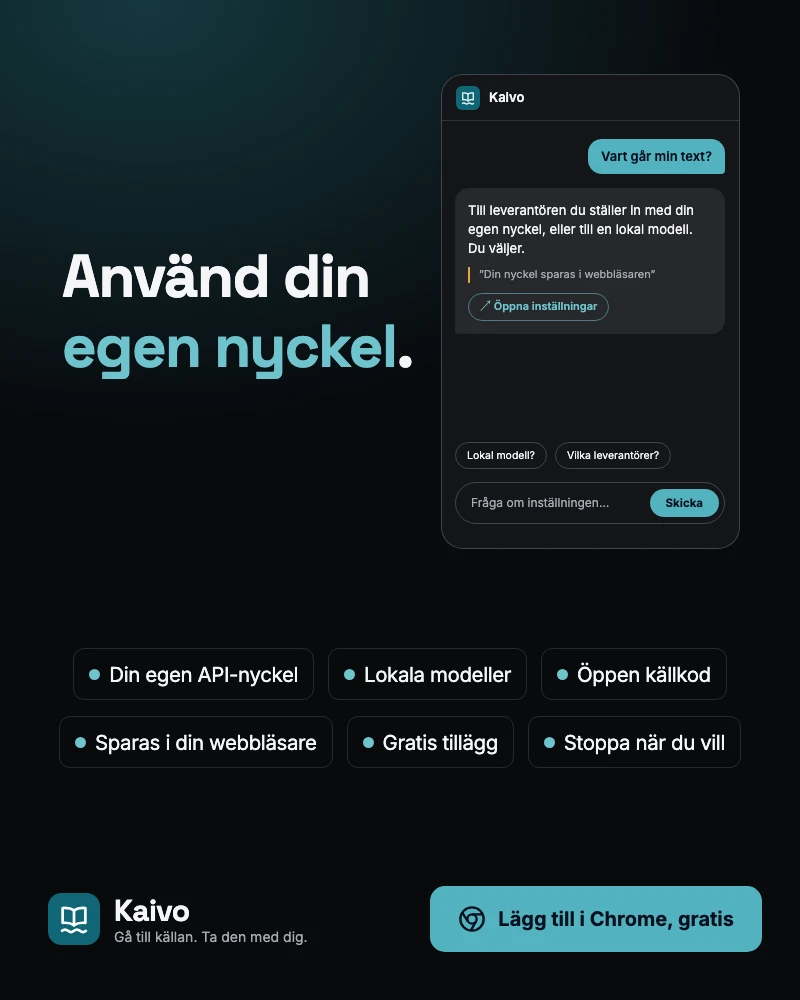 Kaivo
Vart går min text?
Till leverantören du ställer in med din
egen nyckel, eller till en lokal modell.
Du väljer.
"Din nyckel sparas i webbläsaren"
↗ Öppna inställningar
Använd din
egen nyckel.
Lokal modell?
Vilka leverantörer?
Fråga om inställningen...
Skicka
Din egen API-nyckel
Lokala modeller
Öppen källkod
Sparas i din webbläsare
Gratis tillägg
Stoppa när du vill
Kaivo
Gå till källan. Ta den med dig.
Lägg till i Chrome, gratis